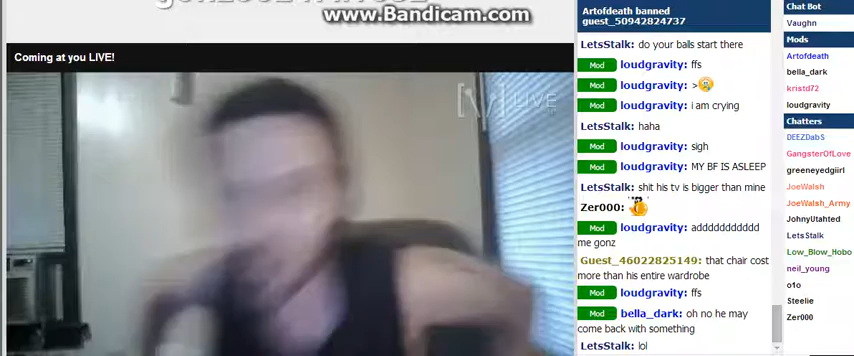 www.Bandicam.com
Coming at you LIVE!
LIVE
Artofdeath banned
guest_50942824737
LetsStalk: do your balls start there
Mod loudgravity: ffs
Mod loudgravity: >
Mod loudgravity: i am crying
LetsStalk: haha
Mod loudgravity: sigh
Mod loudgravity: MY BF IS ASLEEP
LetsStalk: shit his tv is bigger than mine
Zer000:
Mod loudgravity: addddddddddd
me gonz
Guest_46022825149: that chair cost
more than his entire wardrobe
Mod loudgravity: ffs
Mod bella_dark: oh no he may
come back with something
LetsStalk: lol
Chat Bot
Vaughn
Mods
Artofdeath
bella_dark
kristd72
loudgravity
Chatters
DEEZDabS
GangsterOfLove
greeneyedgiirl
JoeWalsh
JoeWalsh_Army
JohnyUtahted
LetsStalk
Low_Blow_Hobo
neil_young
o1o
Steelie
Zer000